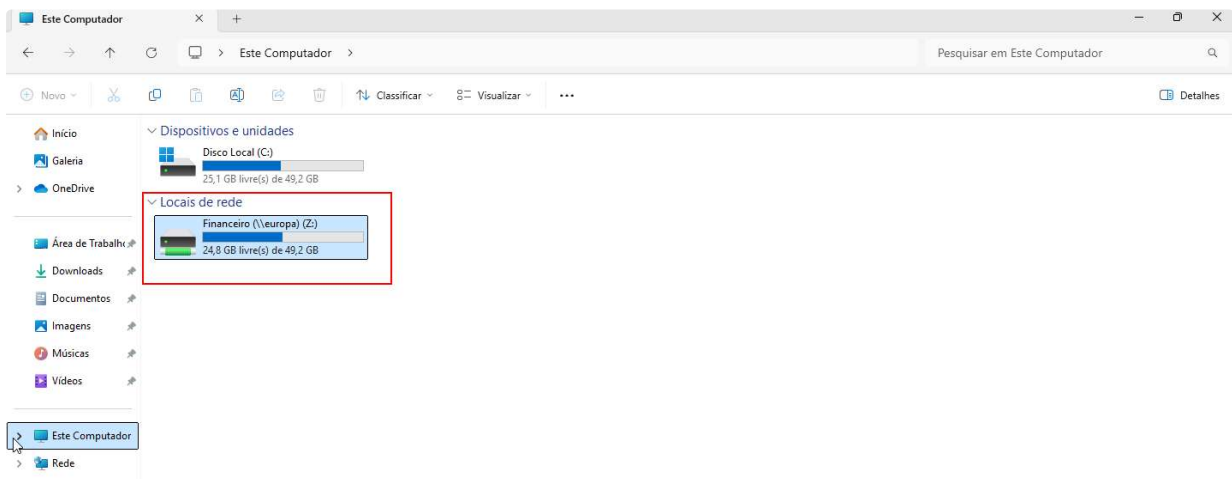 Este Computador
Este Computador
Pesquisar em Este Computador
Novo
Classificar
Visualizar
Detalhes
Início
Galeria
OneDrive
Área de Trabalho
Downloads
Documentos
Imagens
Músicas
Vídeos
Este Computador
Rede
Dispositivos e unidades
Disco Local (C:)
25,1 GB livre(s) de 49,2 GB
Locais de rede
Financeiro (\\europa) (Z:)
24,8 GB livre(s) de 49,2 GB